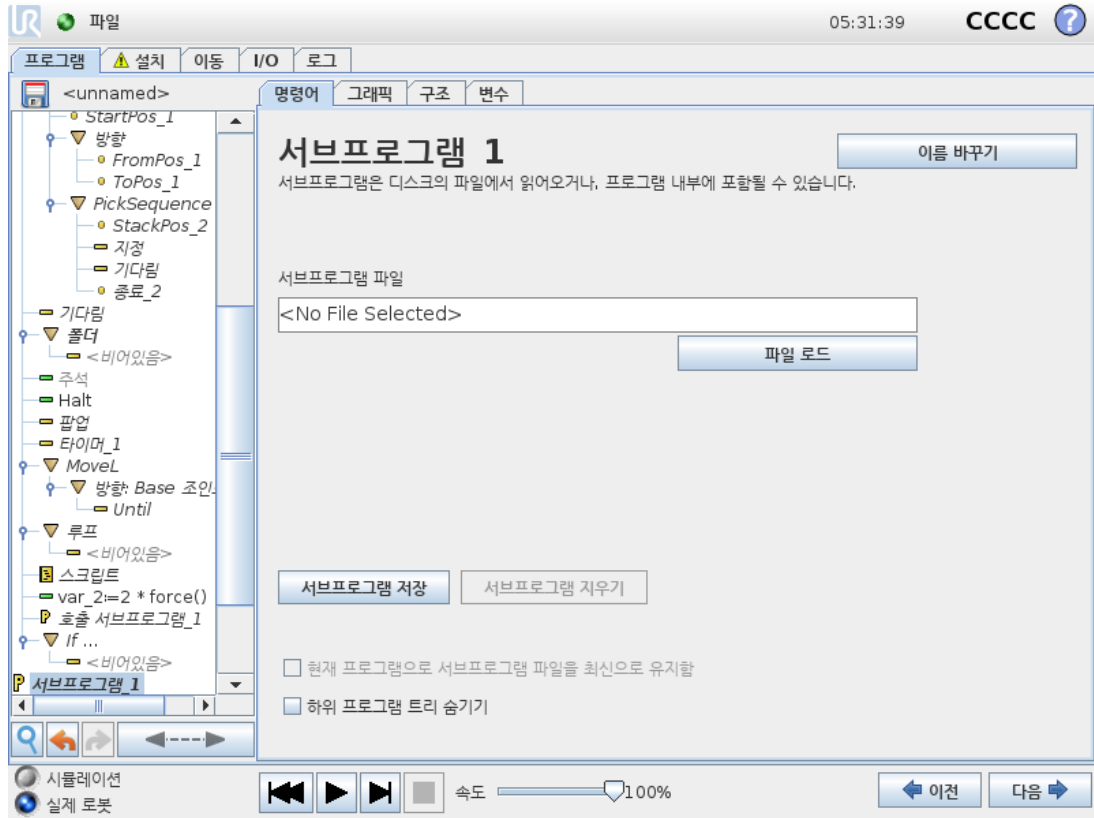 UR 파일 05:31:39 CCCC ?
프로그램 설치 이동 I/O 로그
<unnamed>
명령어 그래픽 구조 변수
StartPos_1
방향
FromPos_1
ToPos_1
PickSequence
StackPos_2
지정
기다림
종료_2
기다림
폴더
<비어있음>
주석
Halt
팝업
타이머_1
MoveL
방향: Base 조인
Until
루프
<비어있음>
스크립트
var_2:=2 * force()
호출 서브프로그램_1
If ...
<비어있음>
서브프로그램_1
서브프로그램 1
이름 바꾸기
서브프로그램은 디스크의 파일에서 읽어오거나, 프로그램 내부에 포함될 수 있습니다.
서브프로그램 파일
<No File Selected>
파일 로드
서브프로그램 저장 서브프로그램 지우기
현재 프로그램으로 서브프로그램 파일을 최신으로 유지함
하위 프로그램 트리 숨기기
시뮬레이션
실제 로봇
속도 100%
이전 다음